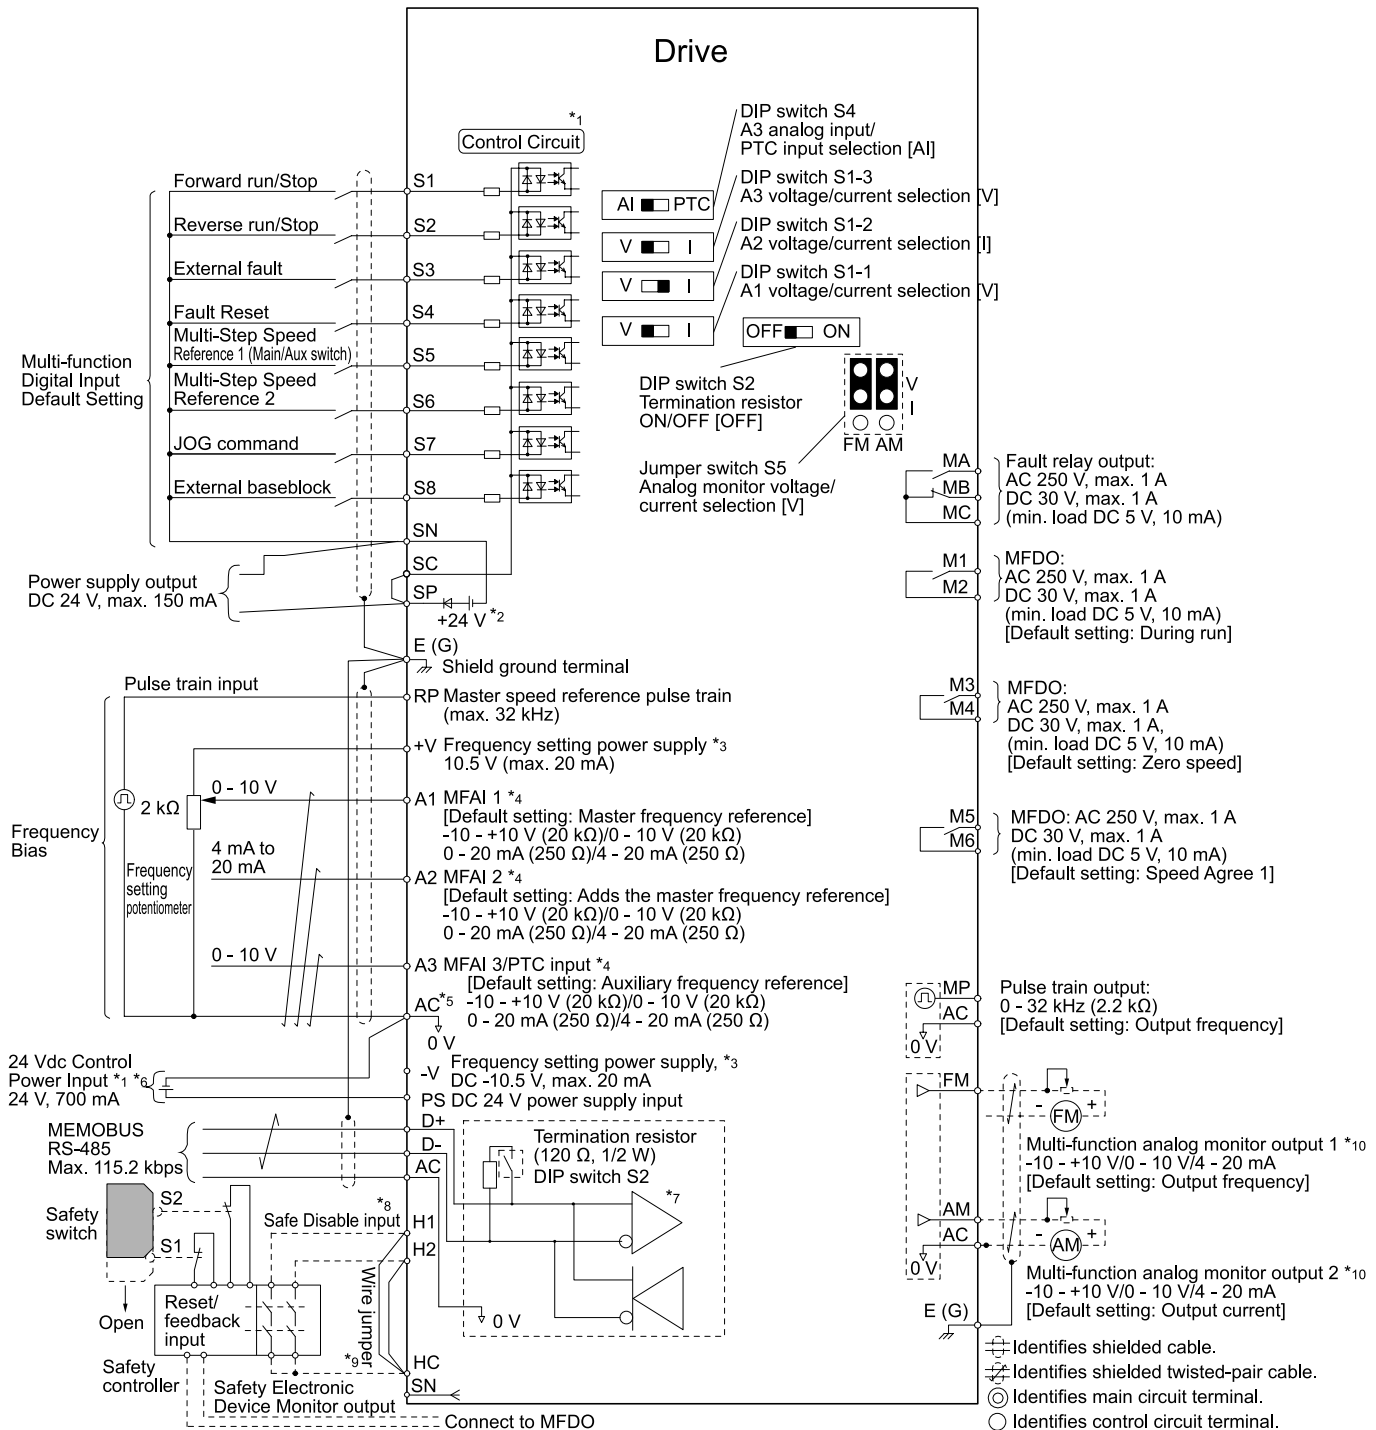 Drive
*1
Control Circuit
DIP switch S4
A3 analog input/
PTC input selection [AI]
DIP switch S1-3
A3 voltage/current selection [V]
DIP switch S1-2
A2 voltage/current selection [I]
DIP switch S1-1
A1 voltage/current selection [V]
AI PTC
V I
V I
V I
OFF ON
DIP switch S2
Termination resistor
ON/OFF [OFF]
V
I
FM AM
Jumper switch S5
Analog monitor voltage/
current selection [V]
Multi-function
Digital Input
Default Setting
Forward run/Stop
S1
Reverse run/Stop
S2
External fault
S3
Fault Reset
S4
Multi-Step Speed
Reference 1 (Main/Aux switch)
S5
Multi-Step Speed
Reference 2
S6
JOG command
S7
External baseblock
S8
SN
SC
SP
Power supply output
DC 24 V, max. 150 mA
+24 V *2
E (G)
Shield ground terminal
MA
MB
MC
Fault relay output:
AC 250 V, max. 1 A
DC 30 V, max. 1 A
(min. load DC 5 V, 10 mA)
M1
M2
MFDO:
AC 250 V, max. 1 A
DC 30 V, max. 1 A
(min. load DC 5 V, 10 mA)
[Default setting: During run]
M3
M4
MFDO:
AC 250 V, max. 1 A
DC 30 V, max. 1 A,
(min. load DC 5 V, 10 mA)
[Default setting: Zero speed]
M5
M6
MFDO: AC 250 V, max. 1 A
DC 30 V, max. 1 A
(min. load DC 5 V, 10 mA)
[Default setting: Speed Agree 1]
Pulse train input
RP Master speed reference pulse train
(max. 32 kHz)
+V Frequency setting power supply *3
10.5 V (max. 20 mA)
Frequency
Bias
2 kΩ
0 - 10 V
Frequency
setting
potentiometer
A1 MFAI 1 *4
[Default setting: Master frequency reference]
-10 - +10 V (20 kΩ)/0 - 10 V (20 kΩ)
0 - 20 mA (250 Ω)/4 - 20 mA (250 Ω)
4 mA to
20 mA
A2 MFAI 2 *4
[Default setting: Adds the master frequency reference]
-10 - +10 V (20 kΩ)/0 - 10 V (20 kΩ)
0 - 20 mA (250 Ω)/4 - 20 mA (250 Ω)
0 - 10 V
A3 MFAI 3/PTC input *4
[Default setting: Auxiliary frequency reference]
-10 - +10 V (20 kΩ)/0 - 10 V (20 kΩ)
0 - 20 mA (250 Ω)/4 - 20 mA (250 Ω)
AC*5
0 V
-V Frequency setting power supply, *3
DC -10.5 V, max. 20 mA
24 Vdc Control
Power Input *1 *6
24 V, 700 mA
PS DC 24 V power supply input
MP
AC
0 V
Pulse train output:
0 - 32 kHz (2.2 kΩ)
[Default setting: Output frequency]
FM
- +
FM
Multi-function analog monitor output 1 *10
-10 - +10 V/0 - 10 V/4 - 20 mA
[Default setting: Output frequency]
AM
AC
0 V
- +
AM
Multi-function analog monitor output 2 *10
-10 - +10 V/0 - 10 V/4 - 20 mA
[Default setting: Output current]
E (G)
MEMOBUS
RS-485
Max. 115.2 kbps
D+
D-
AC
Termination resistor
(120 Ω, 1/2 W)
DIP switch S2
*7
0 V
Safety
switch
S2
S1
Open
*8
Safe Disable input
H1
H2
Wire jumper
Reset/
feedback
input
Safety
controller
*9
HC
SN
Safety Electronic
Device Monitor output
Connect to MFDO
Identifies shielded cable.
Identifies shielded twisted-pair cable.
Identifies main circuit terminal.
Identifies control circuit terminal.